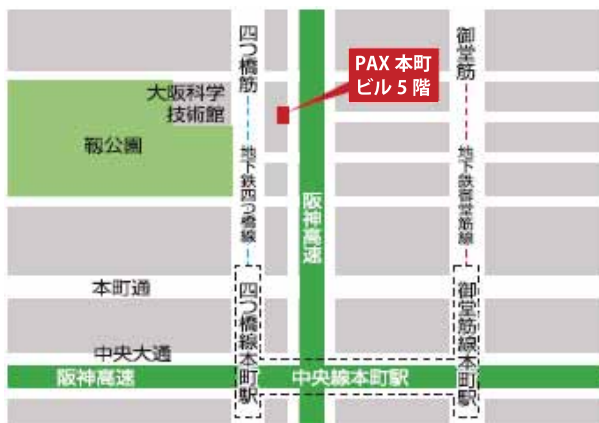 四つ橋筋
御堂筋
PAX 本町
ビル 5 階
大阪科学
技術館
靱公園
地下鉄四つ橋線
地下鉄御堂筋線
阪神高速
本町通
四つ橋線本町駅
御堂筋線本町駅
中央大通
阪神高速
中央線本町駅